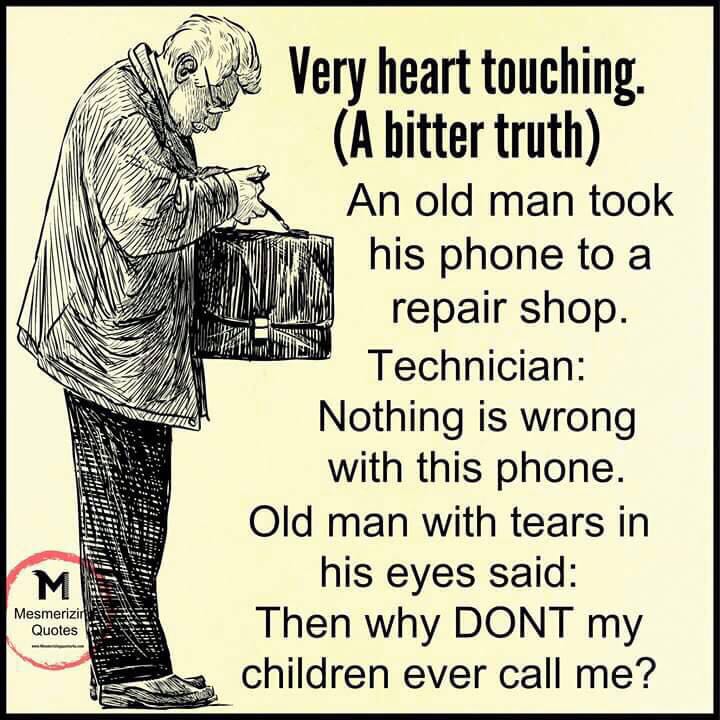 Very heart touching.
(A bitter truth)
An old man took
his phone to a
repair shop.
Technician:
Nothing is wrong
with this phone.
Old man with tears in
his eyes said:
Then why DONT my
children ever call me?
M
Mesmerizing
Quotes